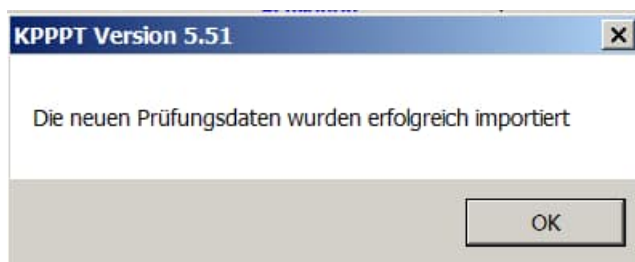 KPPPT Version 5.51
Die neuen Prüfungsdaten wurden erfolgreich importiert
OK